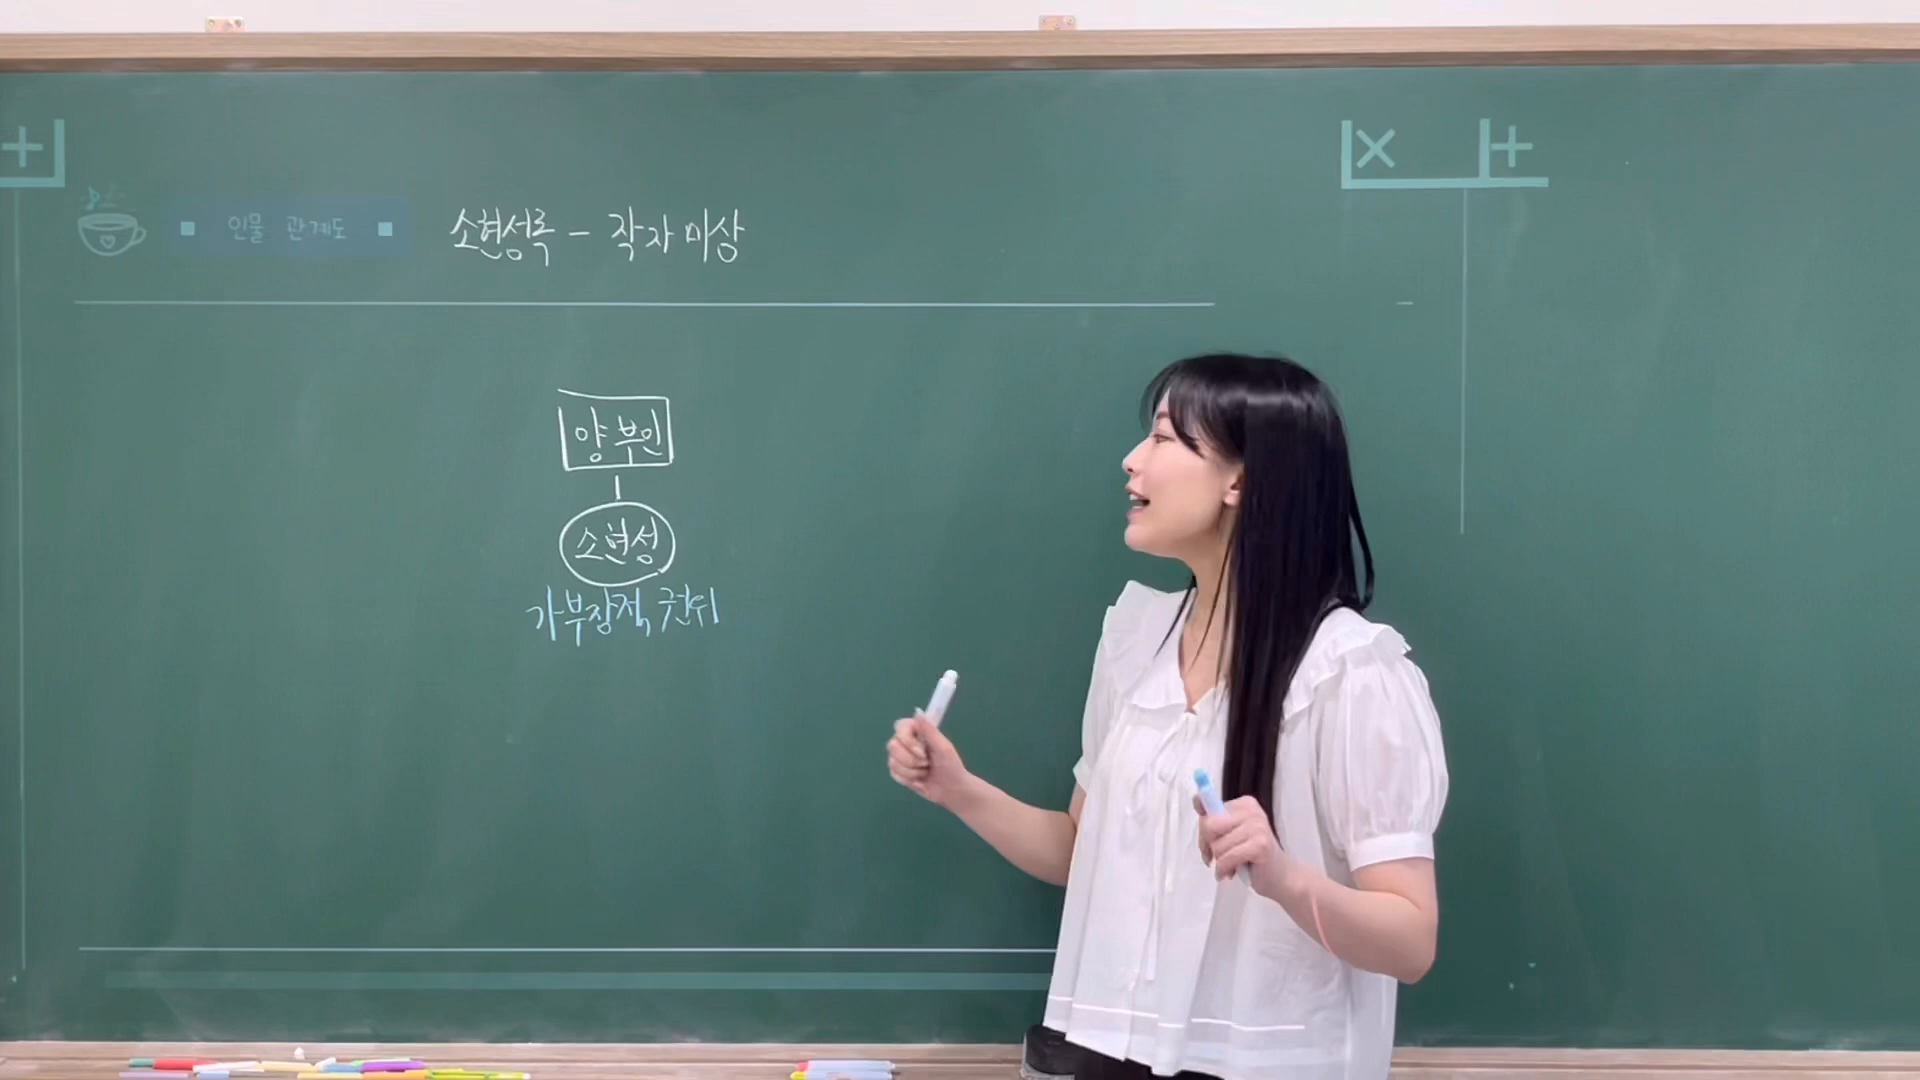 인물 관계도
소현성록 - 작자 미상
양부인
소현성
가부장적 권위